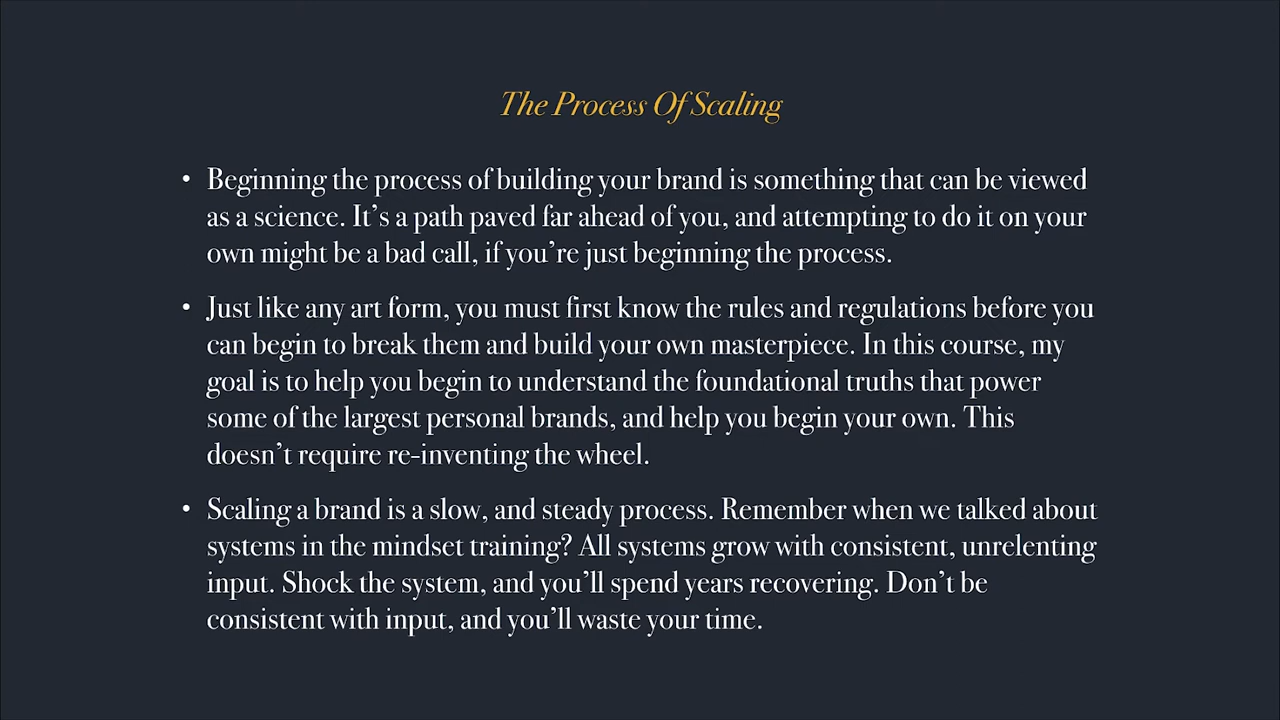 The Process Of Scaling
• Beginning the process of building your brand is something that can be viewed
as a science. It’s a path paved far ahead of you, and attempting to do it on your
own might be a bad call, if you’re just beginning the process.
• Just like any art form, you must first know the rules and regulations before you
can begin to break them and build your own masterpiece. In this course, my
goal is to help you begin to understand the foundational truths that power
some of the largest personal brands, and help you begin your own. This
doesn’t require re-inventing the wheel.
• Scaling a brand is a slow, and steady process. Remember when we talked about
systems in the mindset training? All systems grow with consistent, unrelenting
input. Shock the system, and you’ll spend years recovering. Don’t be
consistent with input, and you’ll waste your time.